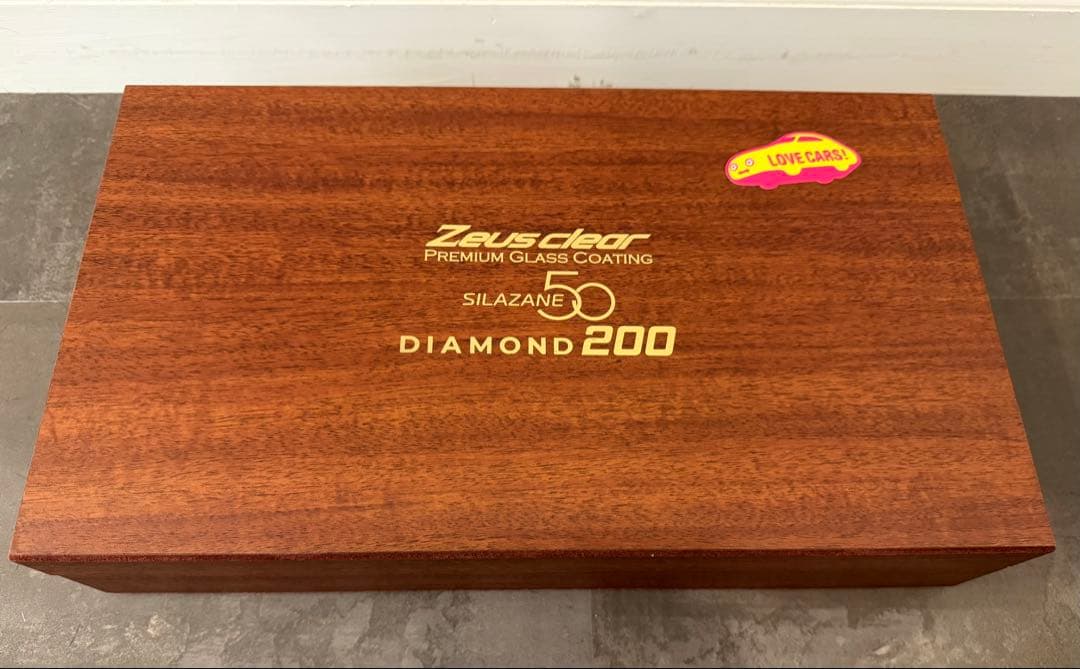 LOVE CARS!
Zeus clear
PREMIUM GLASS COATING
SILAZANE 50
DIAMOND 200